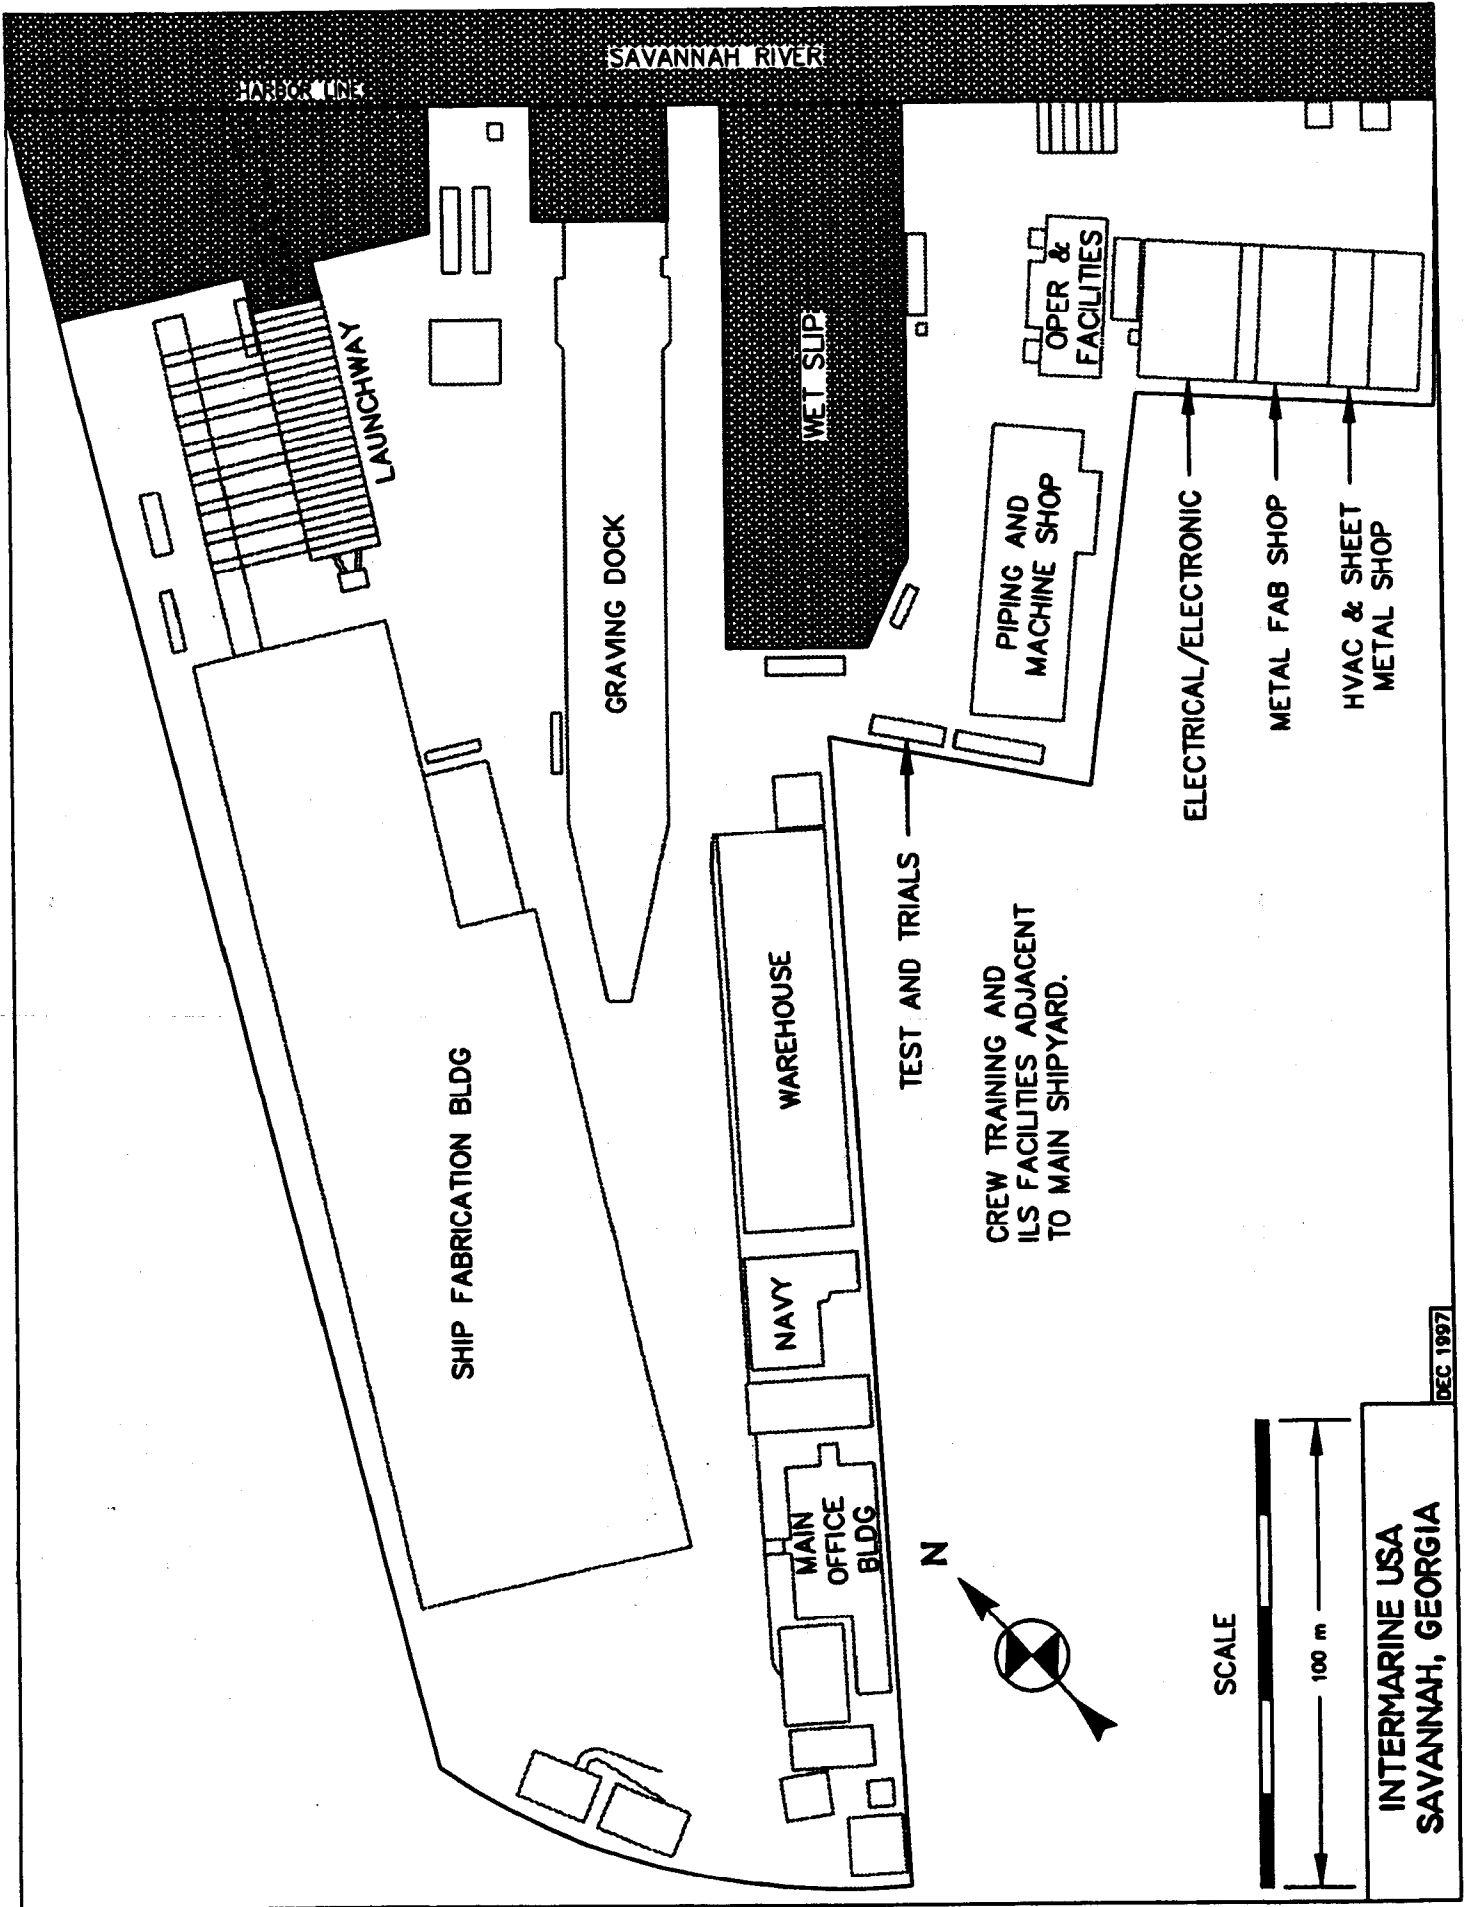 SAVANNAH RIVER
HARBOR LINE
LAUNCHWAY
GRAVING DOCK
WET SLIP
OPER &
FACILITIES
PIPING AND
MACHINE SHOP
ELECTRICAL/ELECTRONIC
METAL FAB SHOP
HVAC & SHEET
METAL SHOP
SHIP FABRICATION BLDG
WAREHOUSE
TEST AND TRIALS
CREW TRAINING AND
ILS FACILITIES ADJACENT
TO MAIN SHIPYARD.
NAVY
MAIN
OFFICE
BLDG
N
SCALE
100 m
DEC 1997
INTERMARINE USA
SAVANNAH, GEORGIA